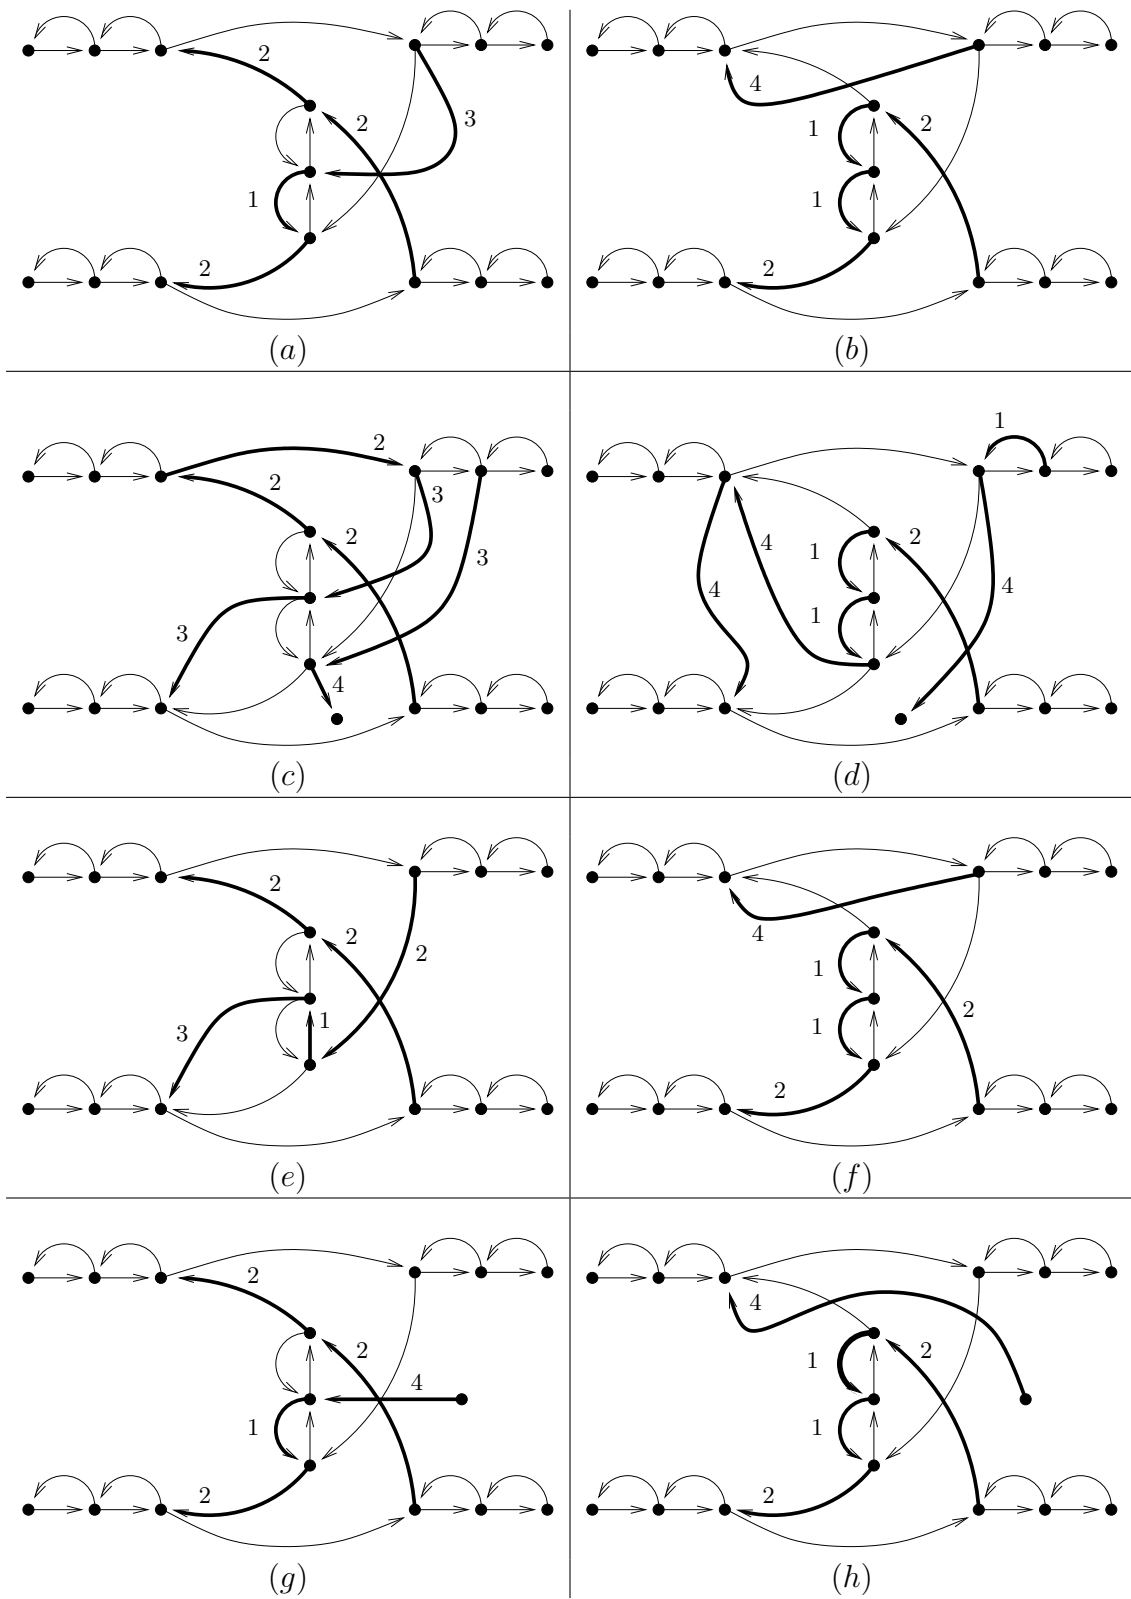 2 2 3 1 2
(a)
4 1 2 1 2
(b)
2 2 3 2 3 3 4
(c)
1 4 1 2 4 1 4
(d)
2 2 2 1 3
(e)
4 1 1 2 2
(f)
2 2 4 1 2
(g)
4 1 2 1 2
(h)